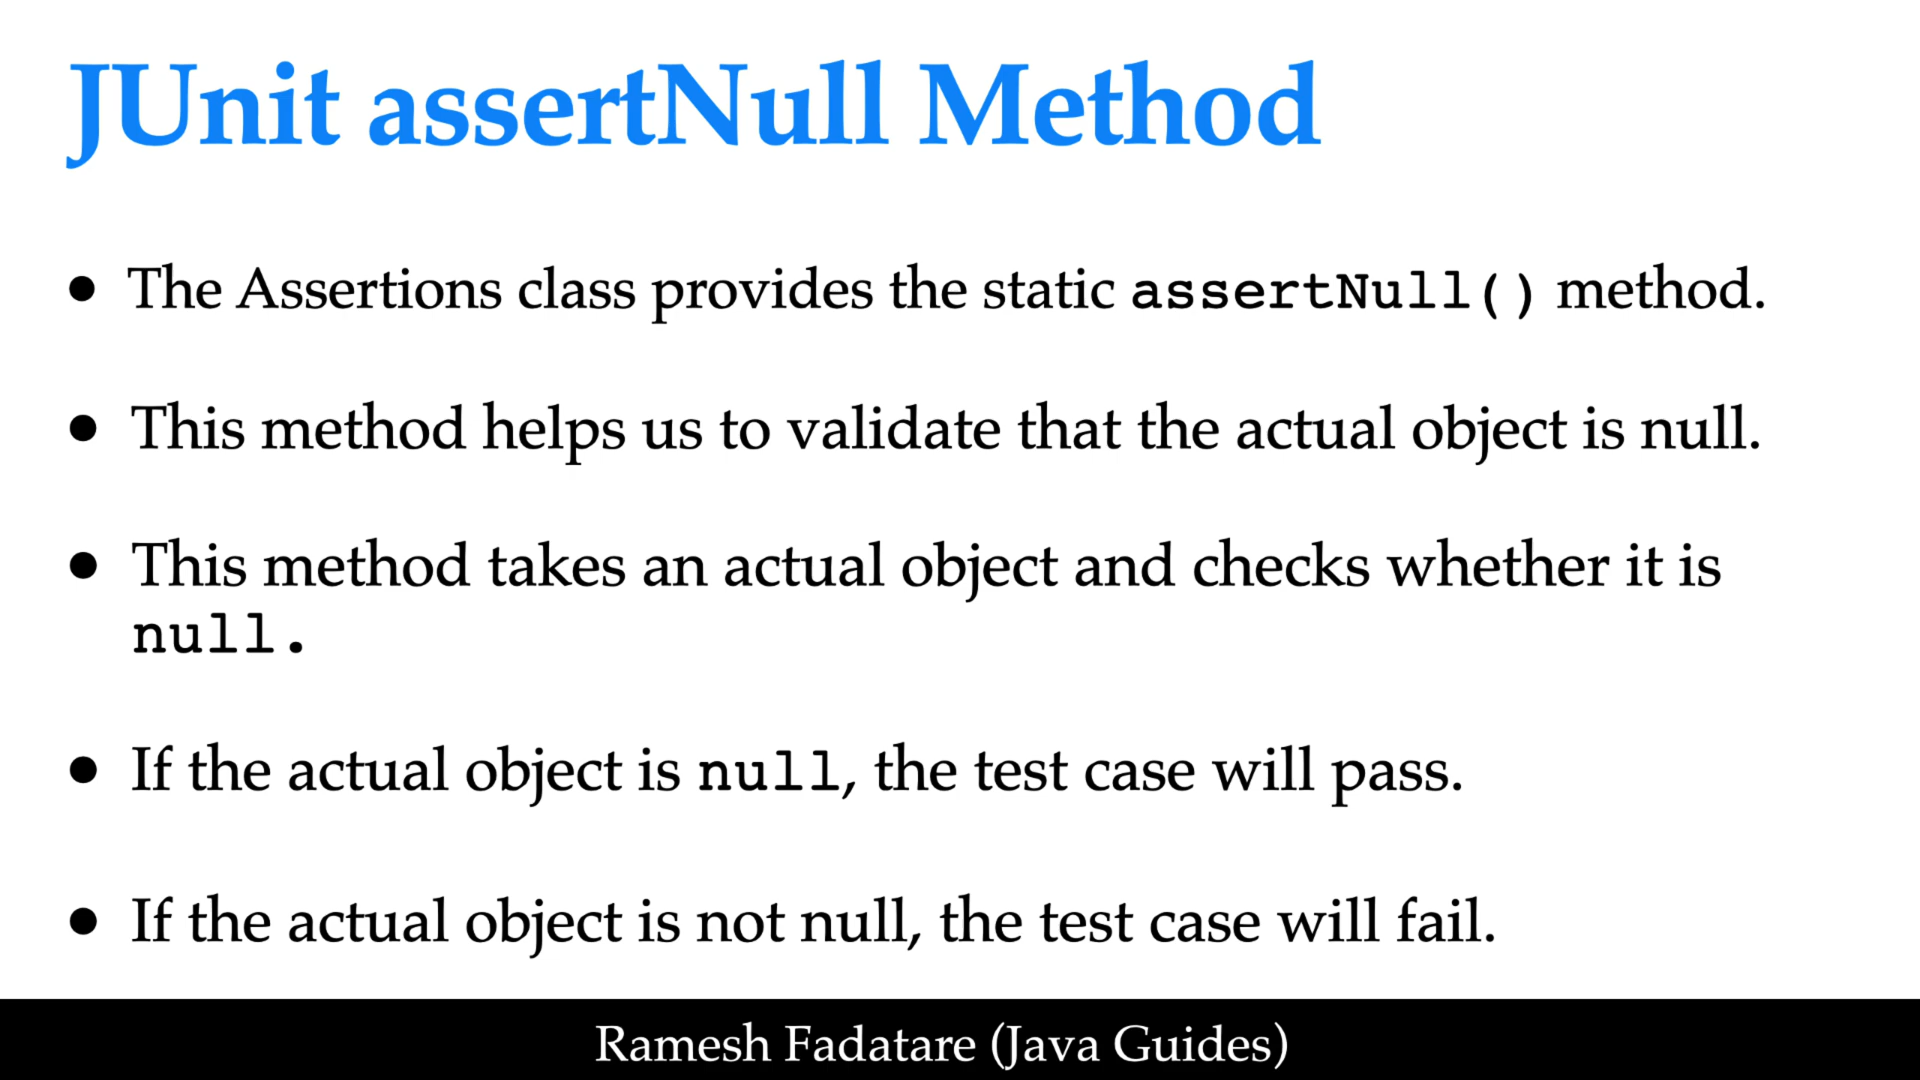 JUnit assertNull Method
• The Assertions class provides the static assertNull() method.
• This method helps us to validate that the actual object is null.
• This method takes an actual object and checks whether it is
null.
• If the actual object is null, the test case will pass.
• If the actual object is not null, the test case will fail.
Ramesh Fadatare (Java Guides)